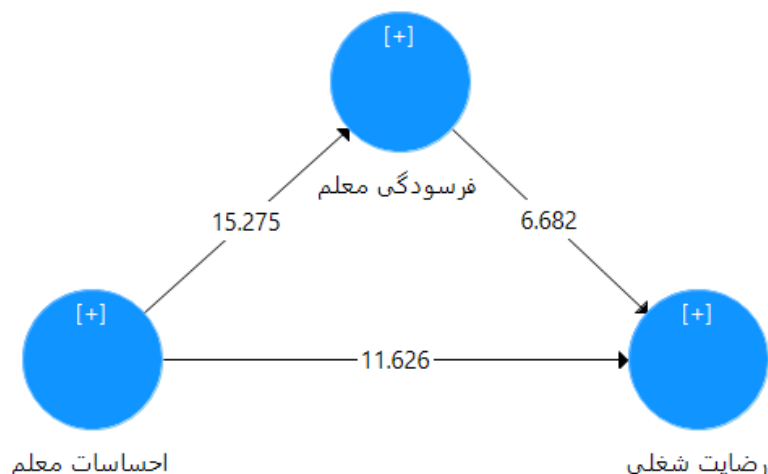 [+]
فرسودگی معلم
15.275
6.682
[+]
[+]
11.626
احساسات معلم
رضایت شغلی